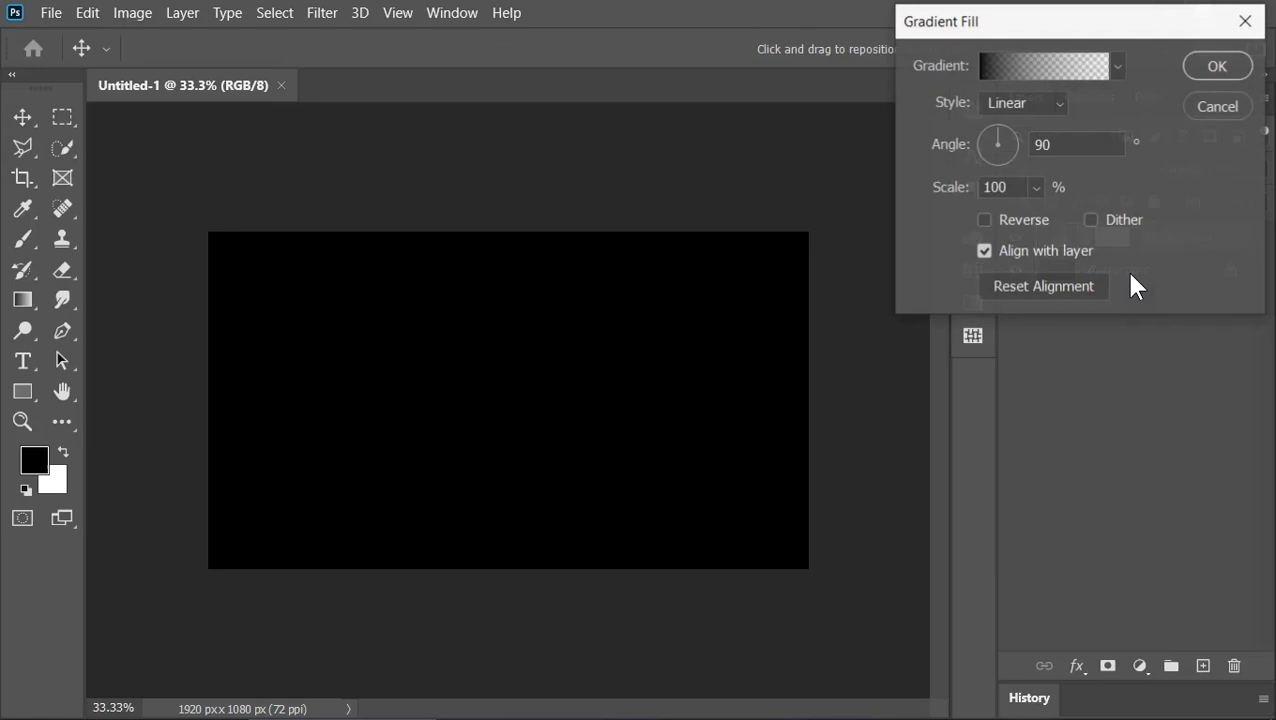 Ps File Edit Image Layer Type Select Filter 3D View Window Help
Gradient Fill
Click and drag to repositio
Untitled-1 @ 33.3% (RGB/8)
Gradient:
OK
Style: Linear
Cancel
Angle: 90 °
Scale: 100 %
Reverse Dither
Align with layer
Reset Alignment
fx
History
33.33% 1920 px x 1080 px (72 ppi)